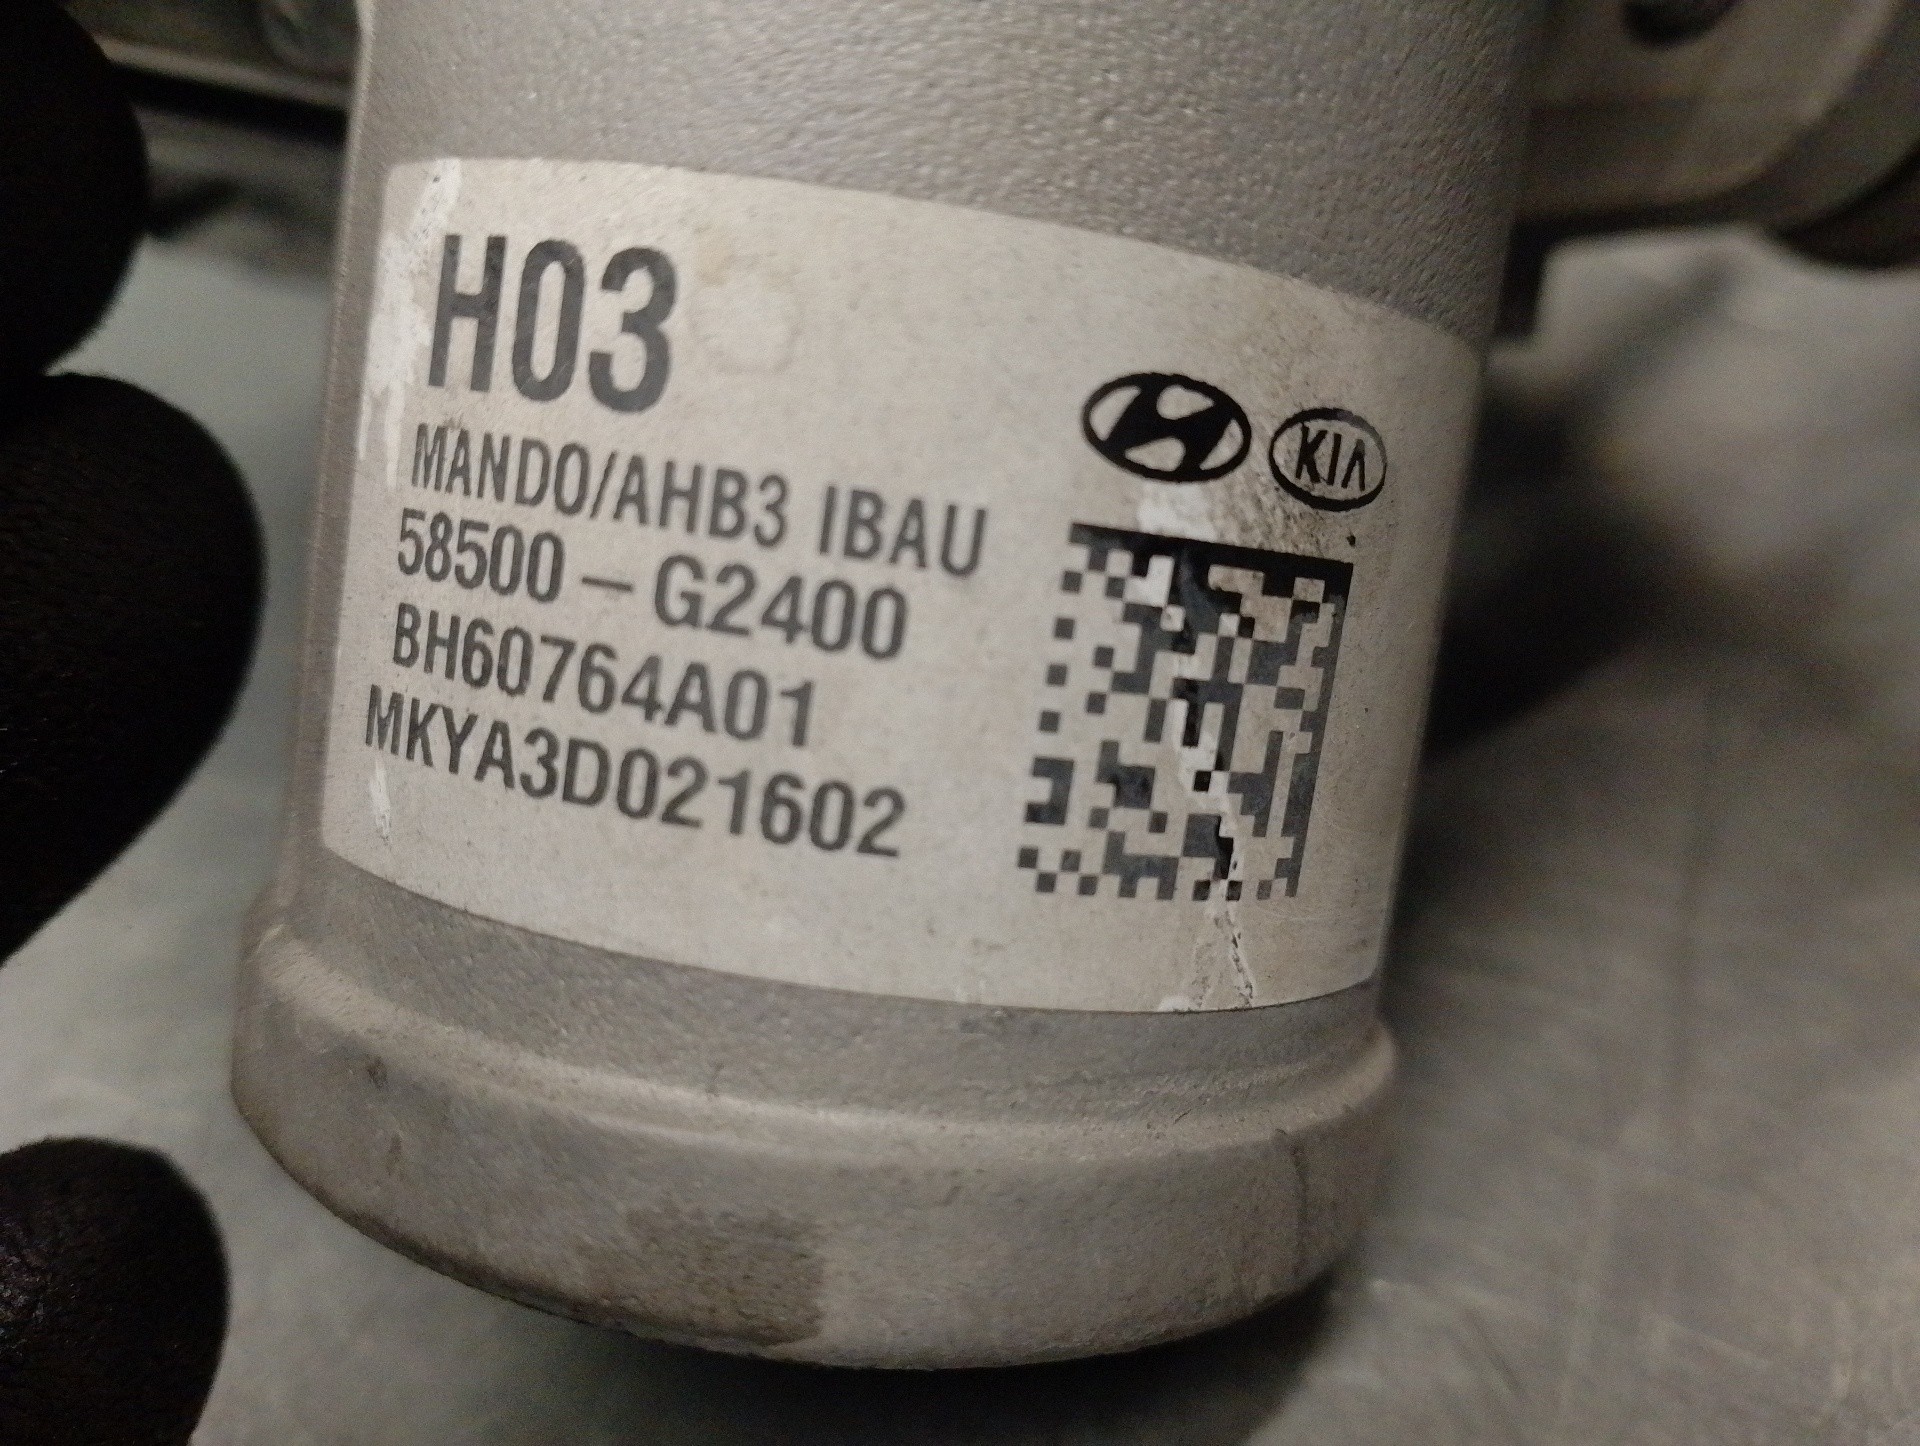 H03
KIA
MANDO/AHB3 IBAU
58500-G2400
BH60764A01
MKYA3D021602